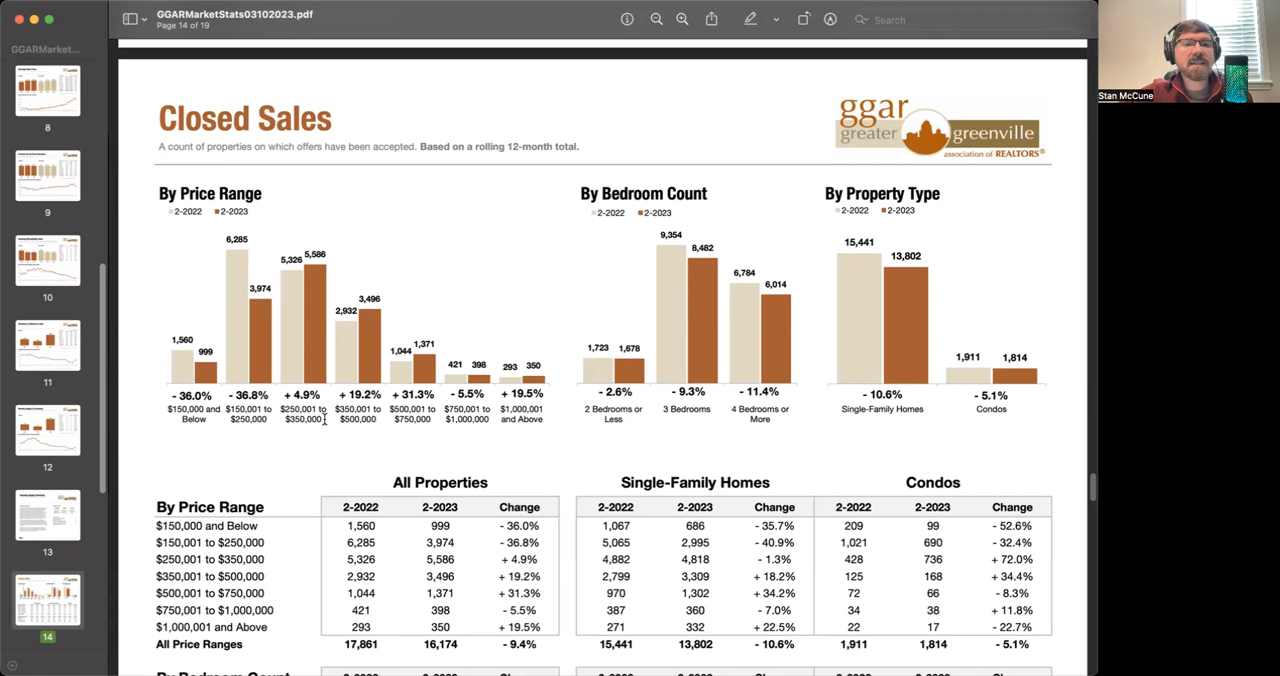 GGARMarketStats03102023.pdf
Page 14 of 19
Search
GGARMarket...
8
9
10
11
12
13
14
Stan McCune
Closed Sales
A count of properties on which offers have been accepted. Based on a rolling 12-month total.
ggar
greater greenville
association of REALTORS®
By Price Range
2-2022 2-2023
1,560 999
6,285 3,974
5,326 5,586
2,932 3,496
1,044 1,371
421 398
293 350
- 36.0% - 36.8% + 4.9% + 19.2% + 31.3% - 5.5% + 19.5%
$150,000 and Below
$150,001 to $250,000
$250,001 to $350,000
$350,001 to $500,000
$500,001 to $750,000
$750,001 to $1,000,000
$1,000,001 and Above
By Bedroom Count
2-2022 2-2023
1,723 1,678
9,354 8,482
6,784 6,014
- 2.6% - 9.3% - 11.4%
2 Bedrooms or Less
3 Bedrooms
4 Bedrooms or More
By Property Type
2-2022 2-2023
15,441 13,802
1,911 1,814
- 10.6% - 5.1%
Single-Family Homes Condos
All Properties Single-Family Homes Condos
By Price Range 2-2022 2-2023 Change 2-2022 2-2023 Change 2-2022 2-2023 Change
$150,000 and Below 1,560 999 - 36.0% 1,067 686 - 35.7% 209 99 - 52.6%
$150,001 to $250,000 6,285 3,974 - 36.8% 5,065 2,995 - 40.9% 1,021 690 - 32.4%
$250,001 to $350,000 5,326 5,586 + 4.9% 4,882 4,818 - 1.3% 428 736 + 72.0%
$350,001 to $500,000 2,932 3,496 + 19.2% 2,799 3,309 + 18.2% 125 168 + 34.4%
$500,001 to $750,000 1,044 1,371 + 31.3% 970 1,302 + 34.2% 72 66 - 8.3%
$750,001 to $1,000,000 421 398 - 5.5% 387 360 - 7.0% 34 38 + 11.8%
$1,000,001 and Above 293 350 + 19.5% 271 332 + 22.5% 22 17 - 22.7%
All Price Ranges 17,861 16,174 - 9.4% 15,441 13,802 - 10.6% 1,911 1,814 - 5.1%